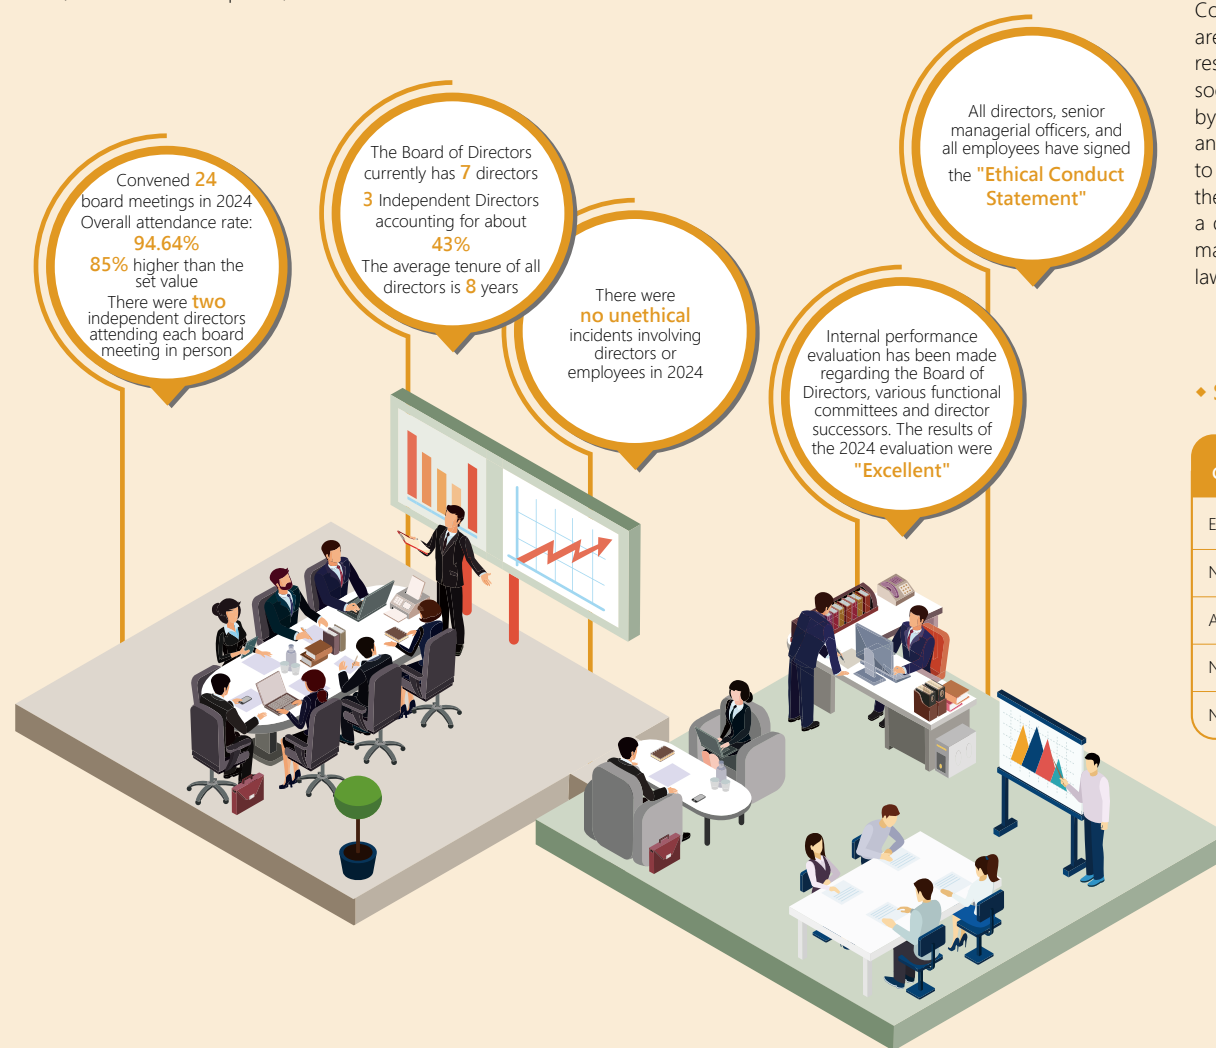 Convened 24
board meetings in 2024
Overall attendance rate:
94.64%
85% higher than the
set value
There were two
independent directors
attending each board
meeting in person
The Board of Directors
currently has 7 directors
3 Independent Directors
accounting for about
43%
The average tenure of all
directors is 8 years
There were
no unethical
incidents involving
directors or
employees in 2024
Internal performance
evaluation has been made
regarding the Board of
Directors, various functional
committees and director
successors. The results of
the 2024 evaluation were
"Excellent"
All directors, senior
managerial officers, and
all employees have signed
the "Ethical Conduct
Statement"
by
to
a